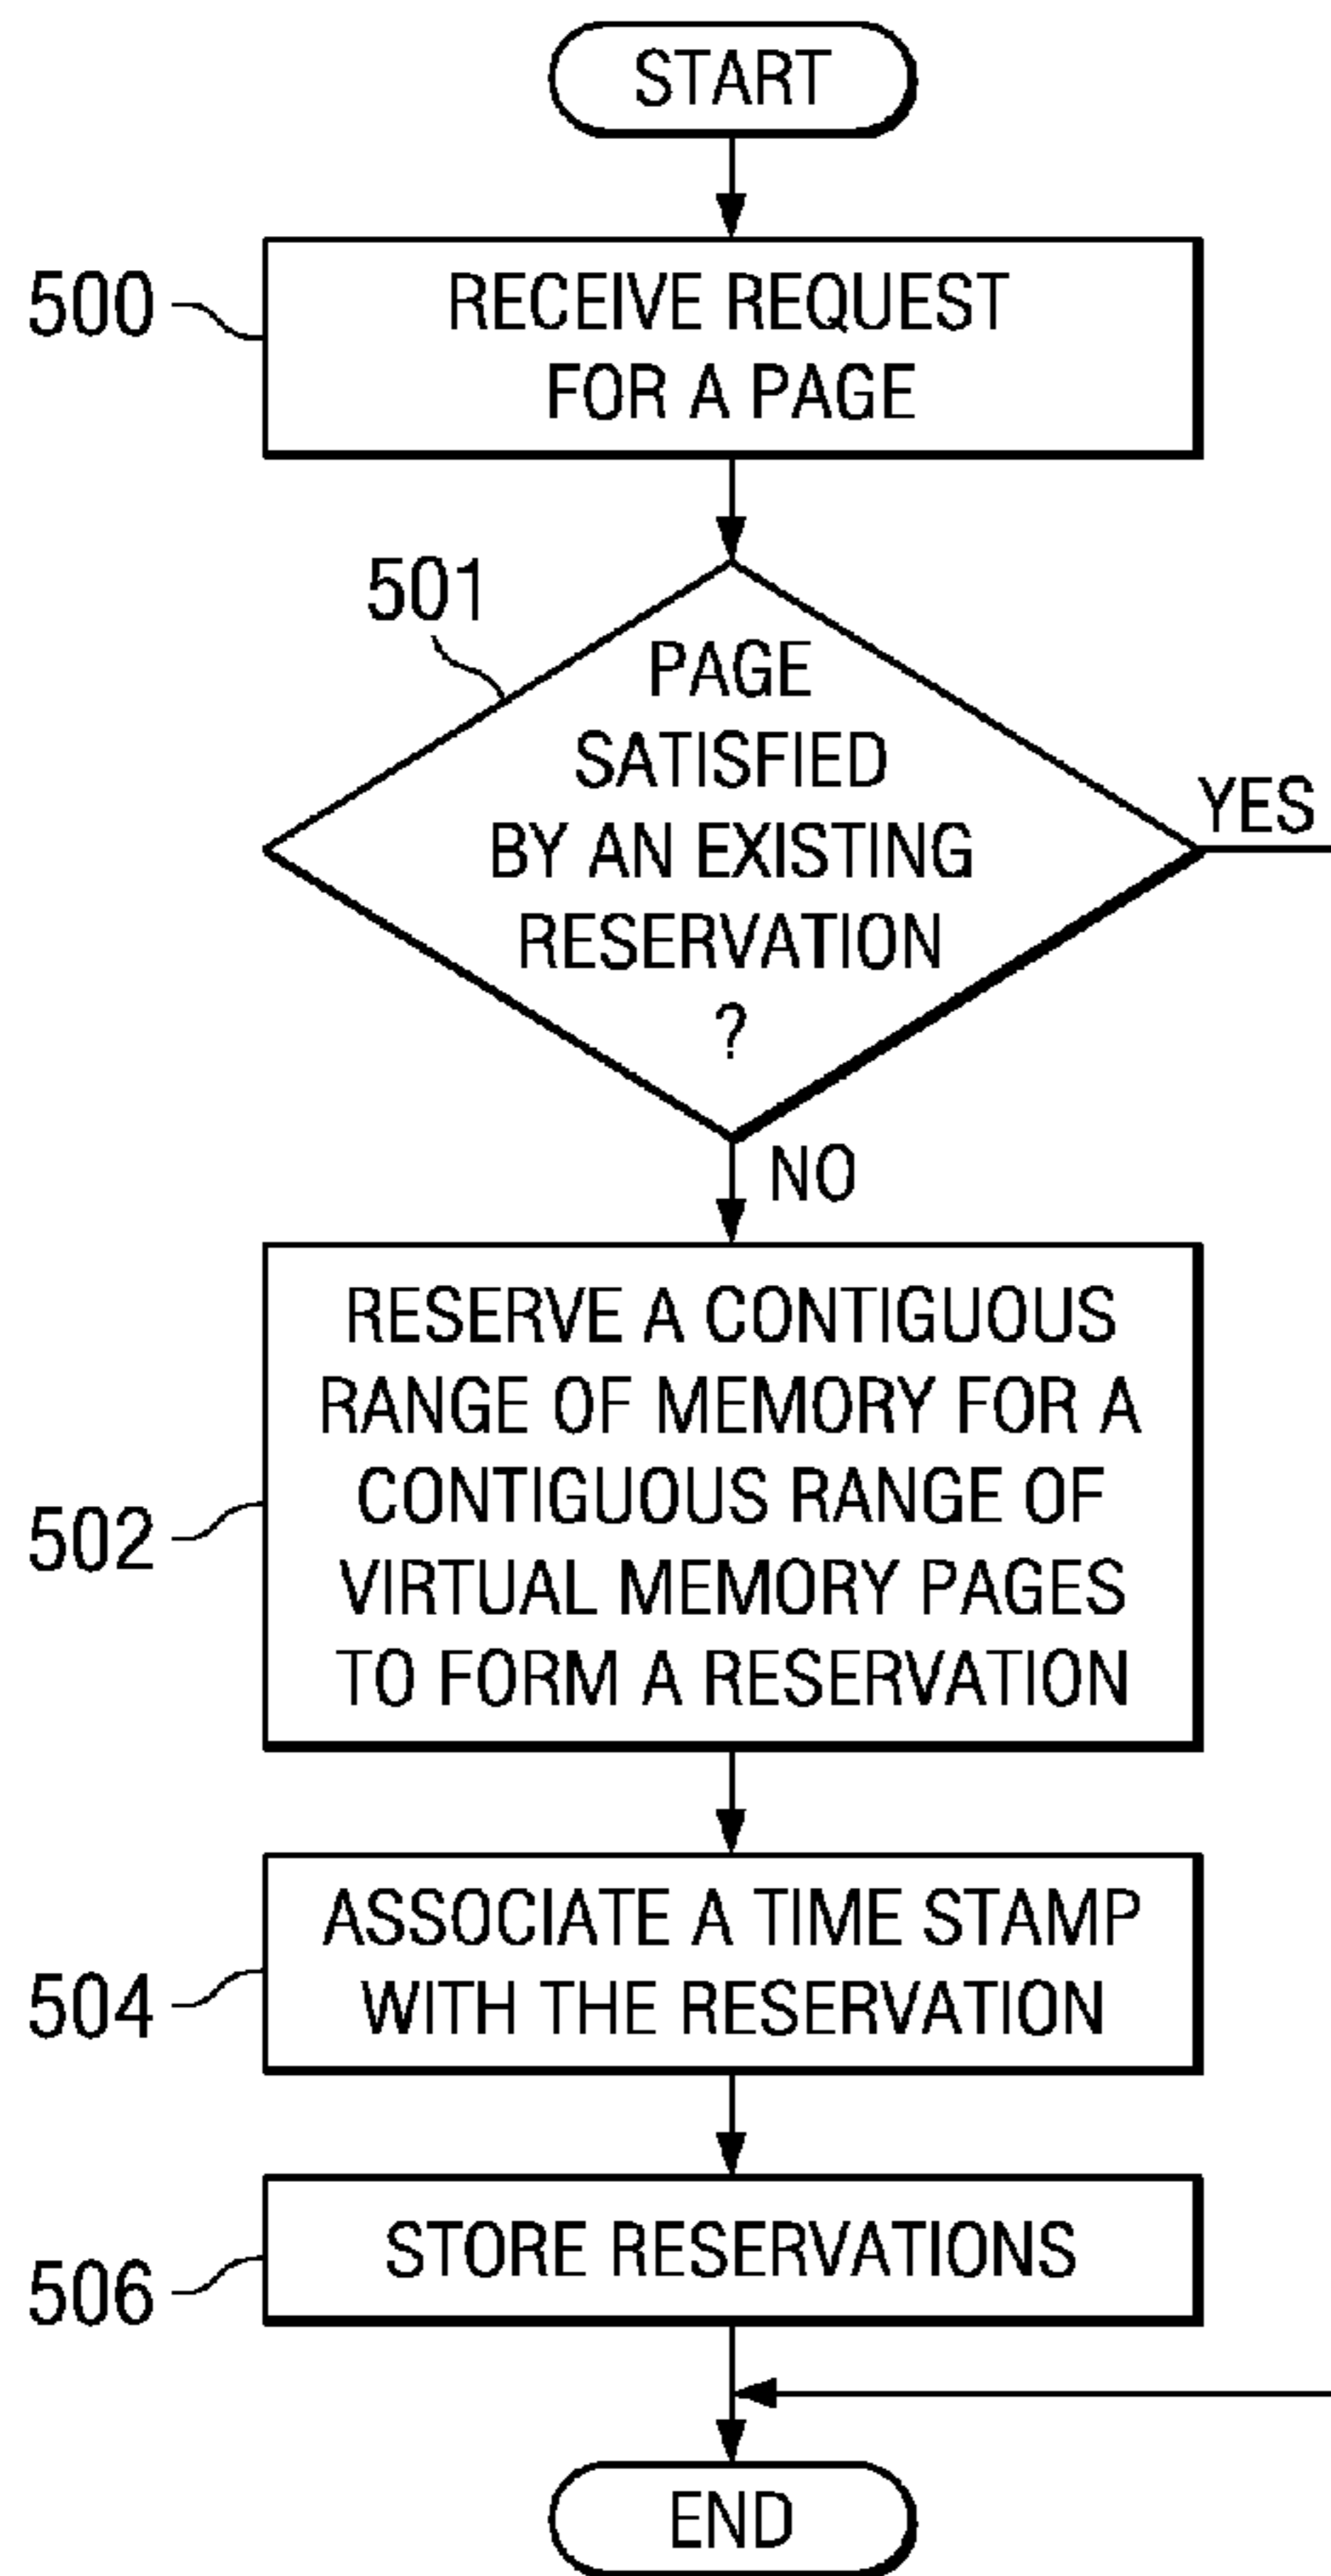 START
500
RECEIVE REQUEST
FOR A PAGE
501
PAGE
SATISFIED
BY AN EXISTING
RESERVATION
?
YES
NO
502
RESERVE A CONTIGUOUS
RANGE OF MEMORY FOR A
CONTIGUOUS RANGE OF
VIRTUAL MEMORY PAGES
TO FORM A RESERVATION
504
ASSOCIATE A TIME STAMP
WITH THE RESERVATION
506
STORE RESERVATIONS
END